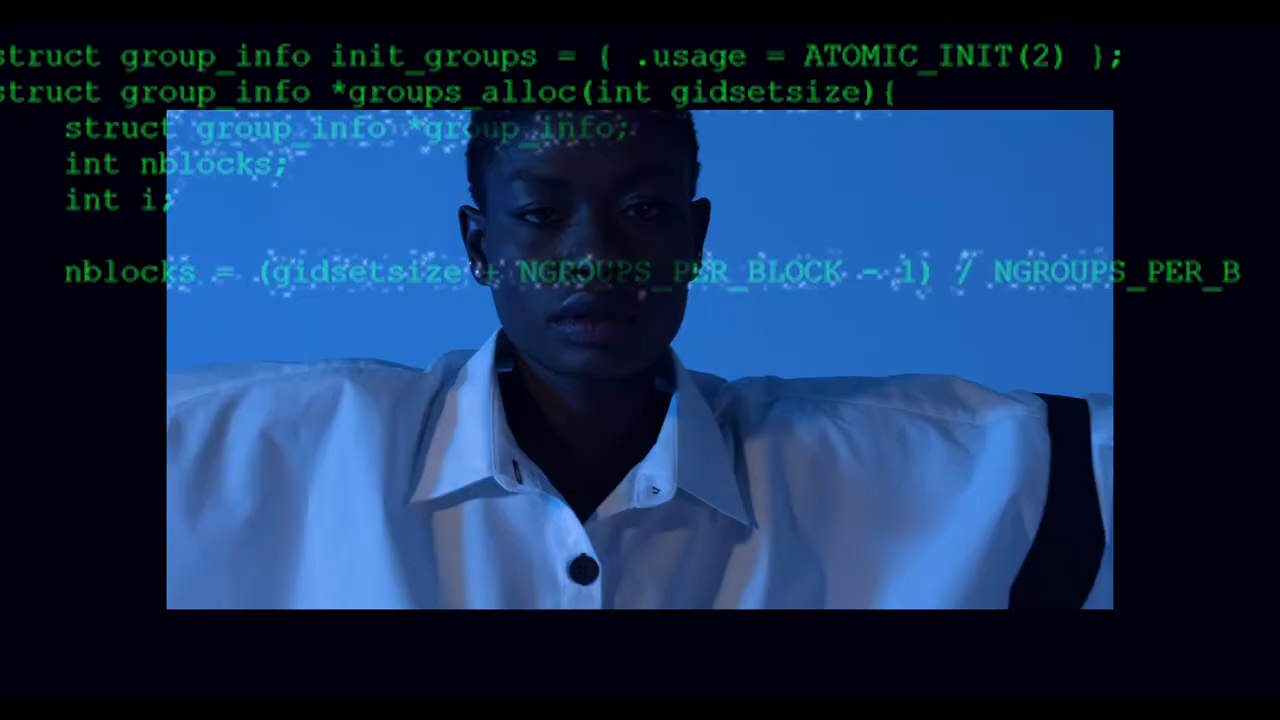 struct group_info init_groups = { .usage = ATOMIC_INIT(2) };
struct group_info *groups_alloc(int gidsetsize){
struct group_info *group_info;
int nblocks;
int i;
nblocks = (gidsetsize + NGROUPS_PER_BLOCK - 1) / NGROUPS_PER_B